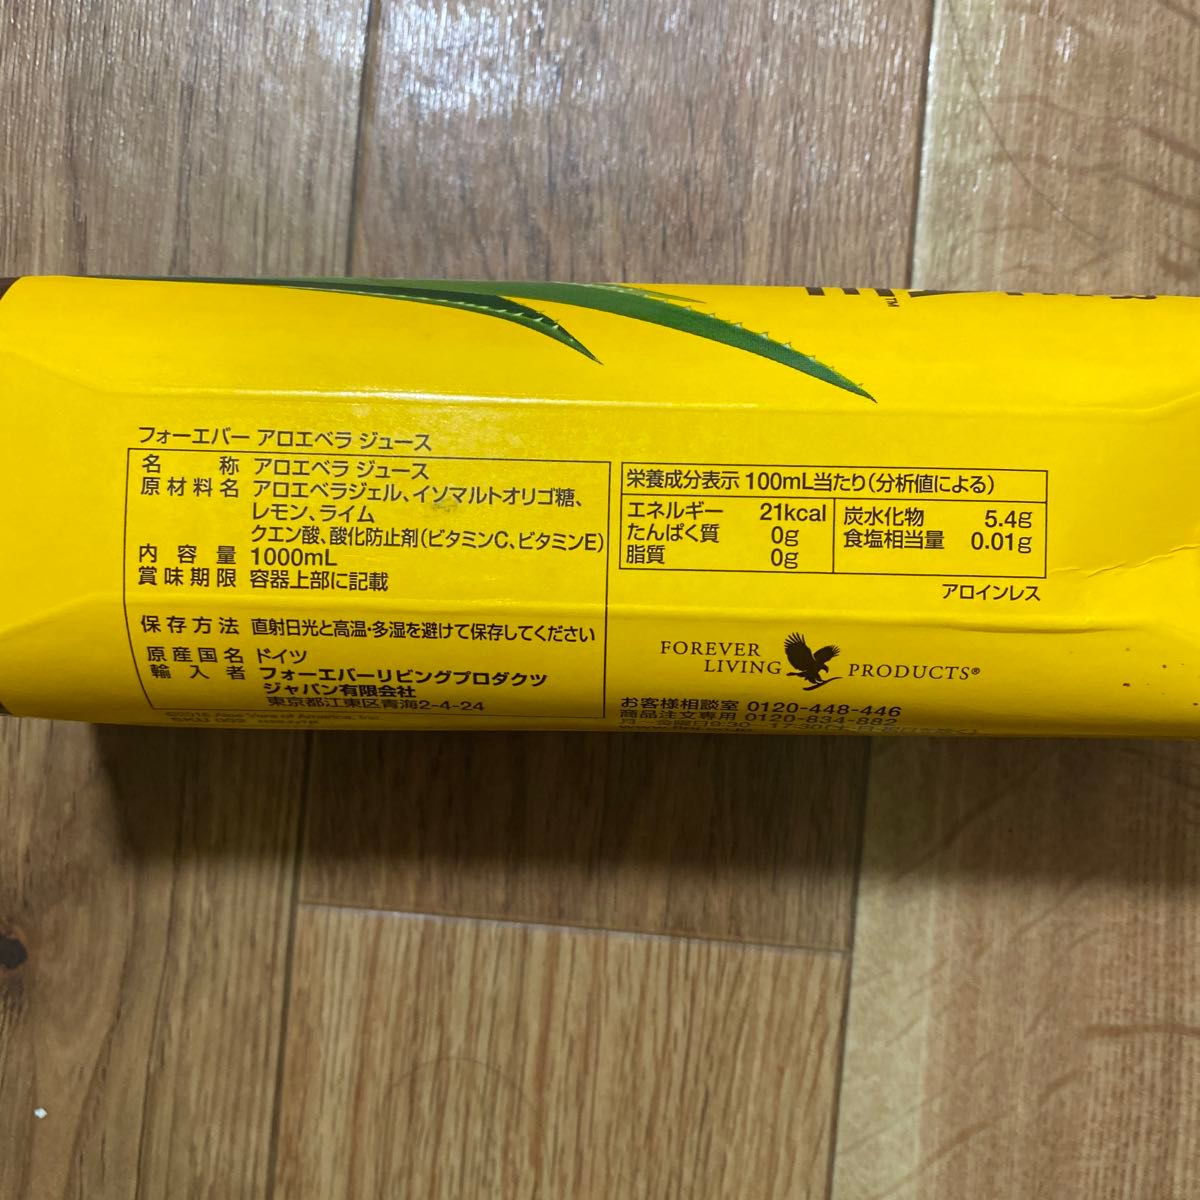 フォーエバー アロエベラ ジュース
名 称 アロエベラ ジュース
原材料名 アロエベラジェル、イソマルトオリゴ糖、
レモン、ライム
クエン酸、酸化防止剤(ビタミンC、ビタミンE)
内容量 1000mL
賞味期限 容器上部に記載
保存方法 直射日光と高温・多湿を避けて保存してください
原産国名 ドイツ
輸入者 フォーエバーリビングプロダクツ
ジャパン有限会社
東京都江東区青海2-4-24
栄養成分表示 100mL当たり(分析値による)
エネルギー 21kcal
たんぱく質 0g
脂質 0g
炭水化物 5.4g
食塩相当量 0.01g
アロインレス
FOREVER
LIVING PRODUCTS®
お客様相談室 0120-448-446
商品注文専用 0120-834-882
TM